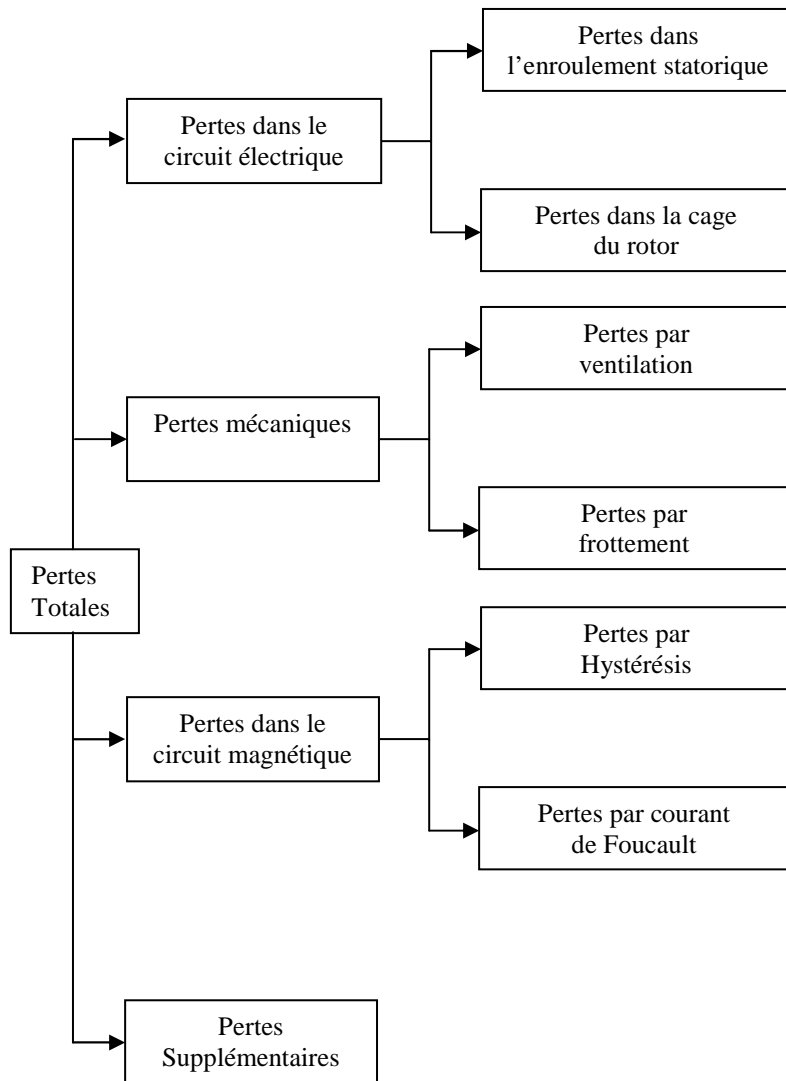 Pertes dans
l’enroulement statorique
Pertes dans le
circuit électrique
Pertes dans la cage
du rotor
Pertes par
ventilation
Pertes mécaniques
Pertes par
frottement
Pertes
Totales
Pertes par
Hystérésis
Pertes dans le
circuit magnétique
Pertes par courant
de Foucault
Pertes
Supplémentaires